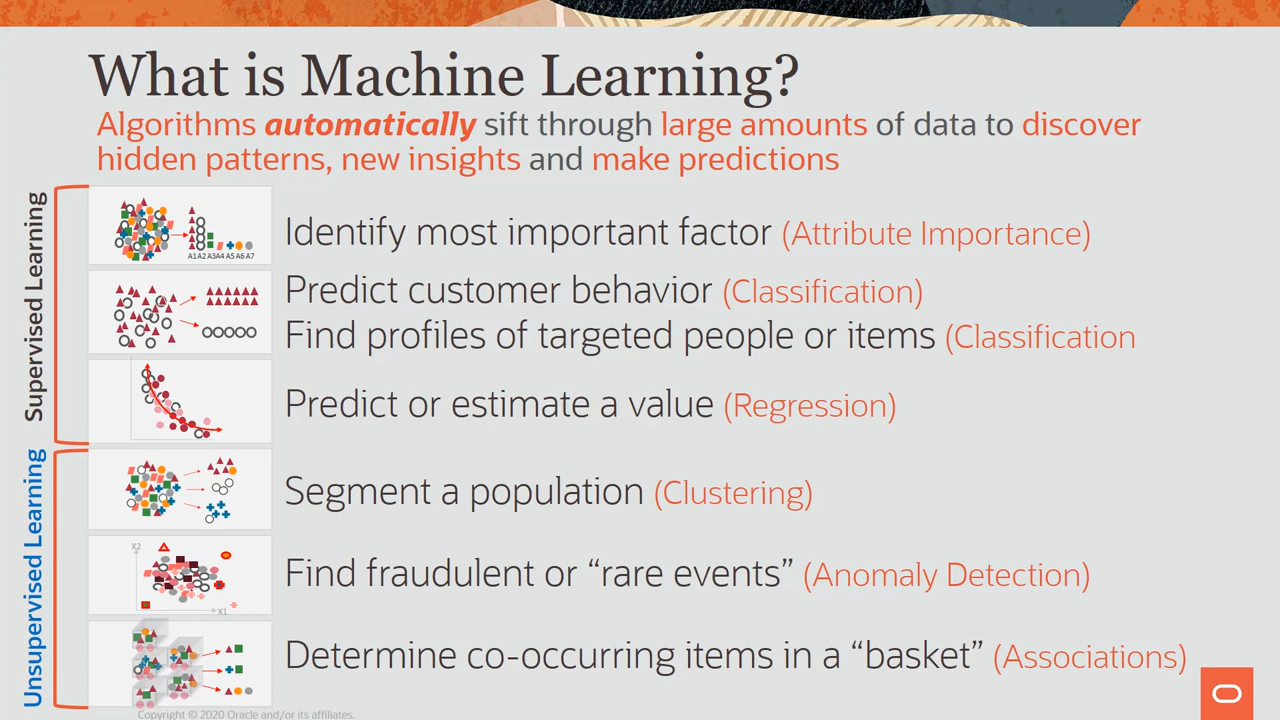 What is Machine Learning?
Algorithms automatically sift through large amounts of data to discover
hidden patterns, new insights and make predictions
Supervised Learning
A1 A2 A3 A4 A5 A6 A7
Identify most important factor (Attribute Importance)
Predict customer behavior (Classification)
Find profiles of targeted people or items (Classification
Predict or estimate a value (Regression)
Unsupervised Learning
Segment a population (Clustering)
X2
X1
Find fraudulent or “rare events” (Anomaly Detection)
Determine co-occurring items in a “basket” (Associations)
Copyright © 2020 Oracle and/or its affiliates.